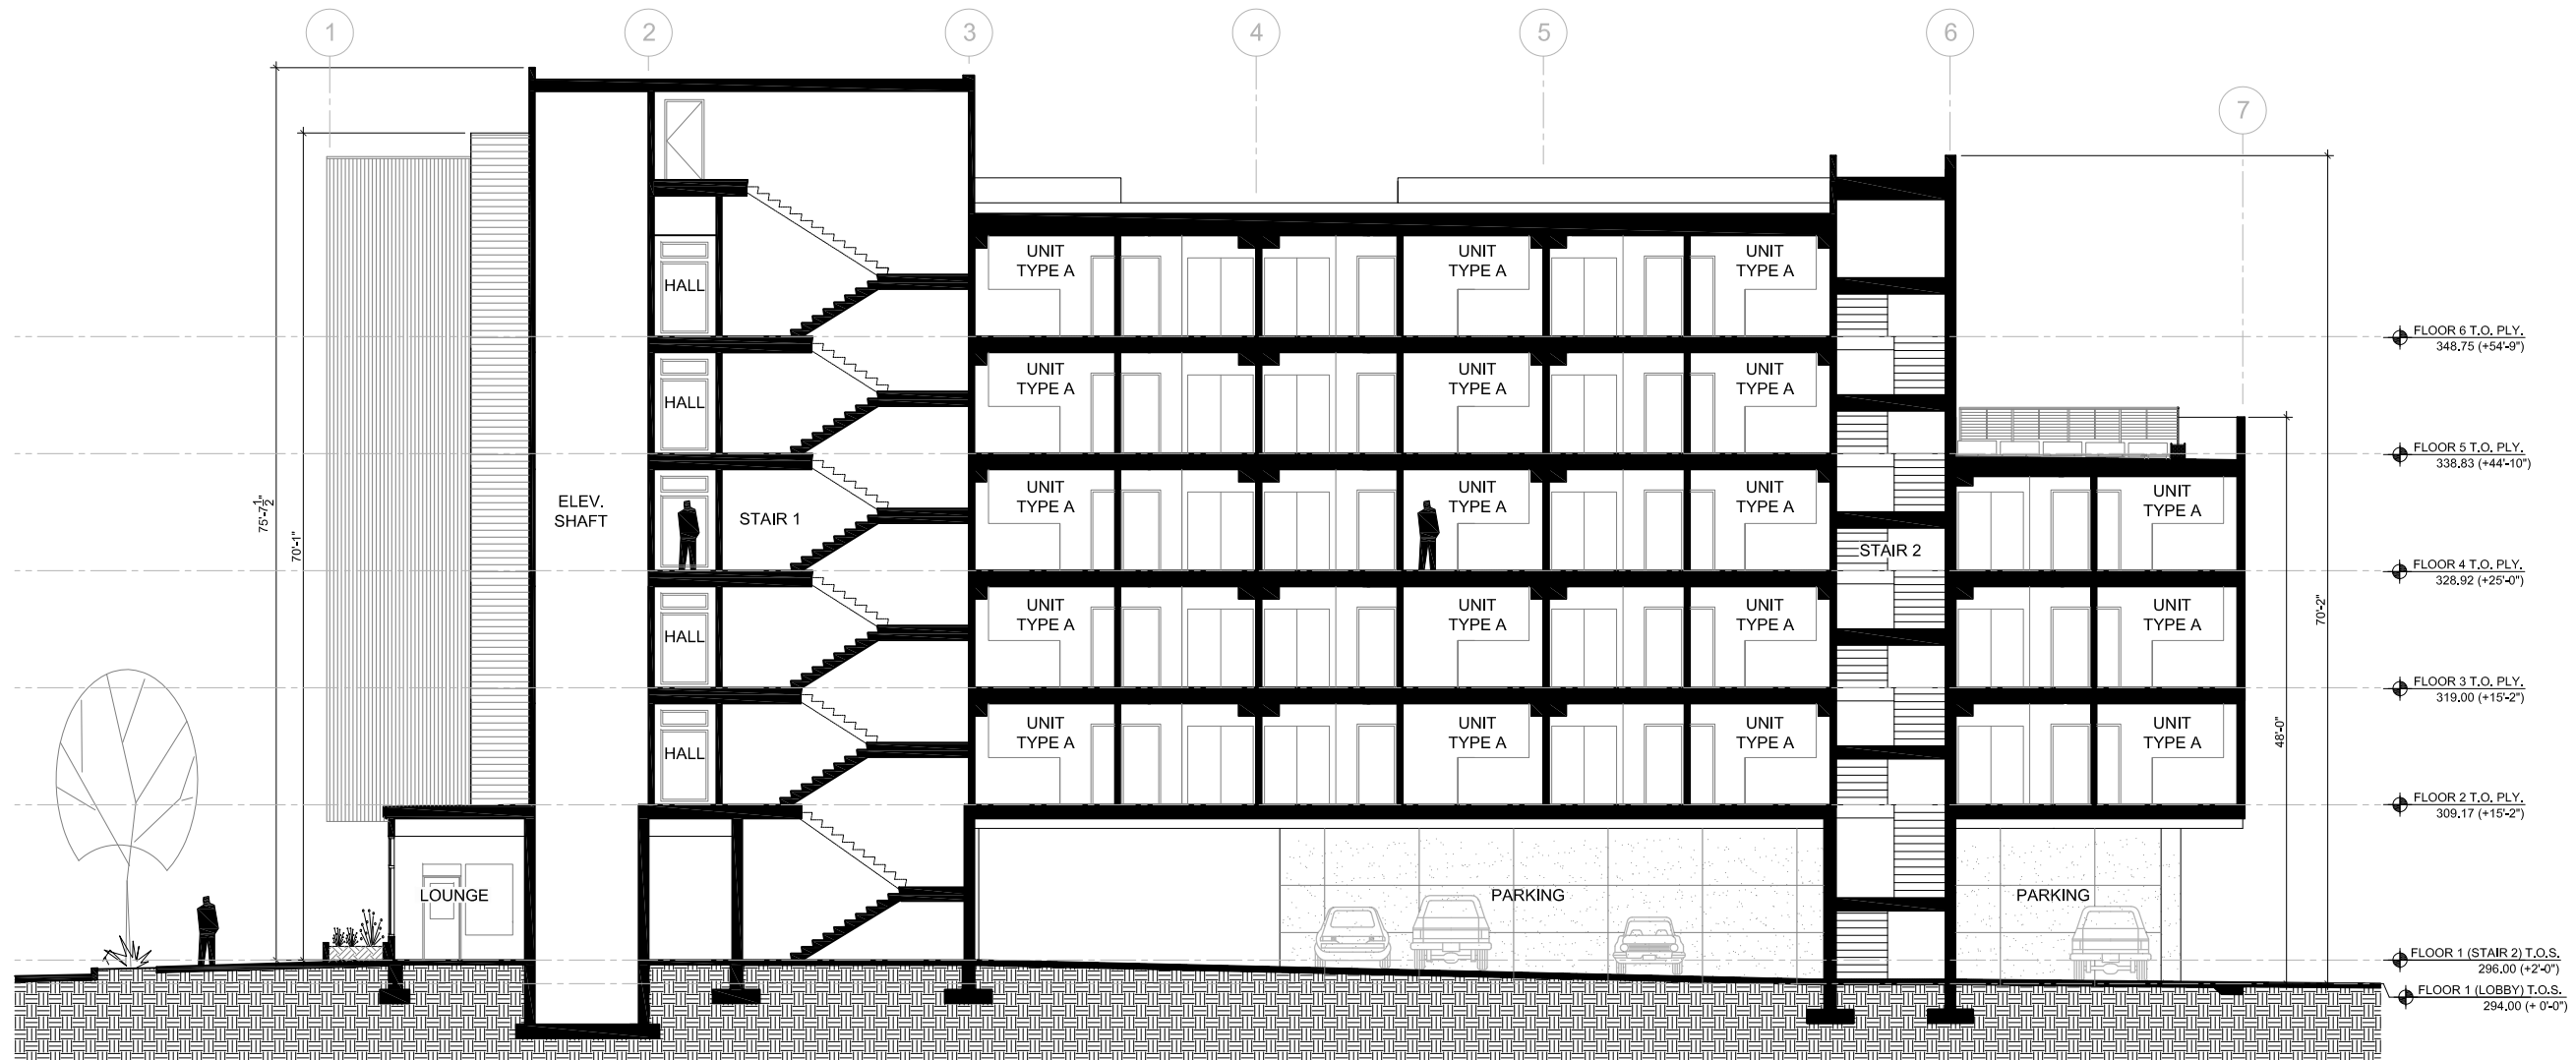 1
2
3
4
5
6
7
75'-7 1/2"
70'-1"
ELEV.
SHAFT
STAIR 1
HALL
HALL
HALL
HALL
LOUNGE
UNIT
TYPE A
UNIT
TYPE A
UNIT
TYPE A
UNIT
TYPE A
UNIT
TYPE A
UNIT
TYPE A
UNIT
TYPE A
UNIT
TYPE A
UNIT
TYPE A
UNIT
TYPE A
UNIT
TYPE A
UNIT
TYPE A
UNIT
TYPE A
UNIT
TYPE A
UNIT
TYPE A
STAIR 2
UNIT
TYPE A
UNIT
TYPE A
UNIT
TYPE A
PARKING
PARKING
48'-0"
70'-2"
FLOOR 6 T.O. PLY.
348.75 (+54'-9")
FLOOR 5 T.O. PLY.
338.83 (+44'-10")
FLOOR 4 T.O. PLY.
328.92 (+25'-0")
FLOOR 3 T.O. PLY.
319.00 (+15'-2")
FLOOR 2 T.O. PLY.
309.17 (+15'-2")
FLOOR 1 (STAIR 2) T.O.S.
296.00 (+2'-0")
FLOOR 1 (LOBBY) T.O.S.
294.00 (+ 0'-0")